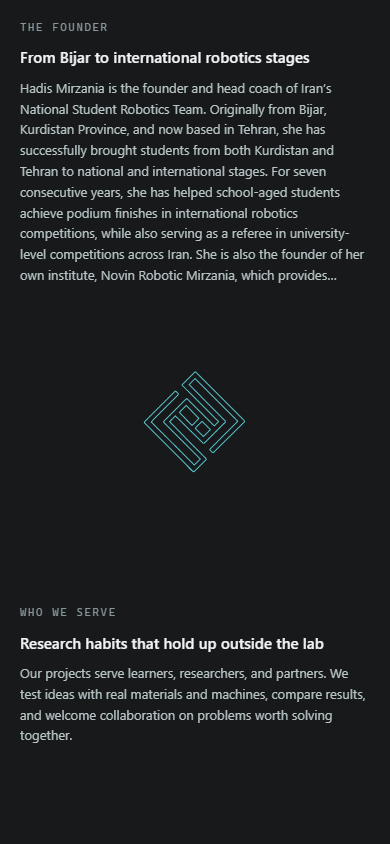 THE FOUNDER
From Bijar to international robotics stages
Hadis Mirzania is the founder and head coach of Iran’s
National Student Robotics Team. Originally from Bijar,
Kurdistan Province, and now based in Tehran, she has
successfully brought students from both Kurdistan and
Tehran to national and international stages. For seven
consecutive years, she has helped school-aged students
achieve podium finishes in international robotics
competitions, while also serving as a referee in university-
level competitions across Iran. She is also the founder of her
own institute, Novin Robotic Mirzania, which provides...
WHO WE SERVE
Research habits that hold up outside the lab
Our projects serve learners, researchers, and partners. We
test ideas with real materials and machines, compare results,
and welcome collaboration on problems worth solving
together.